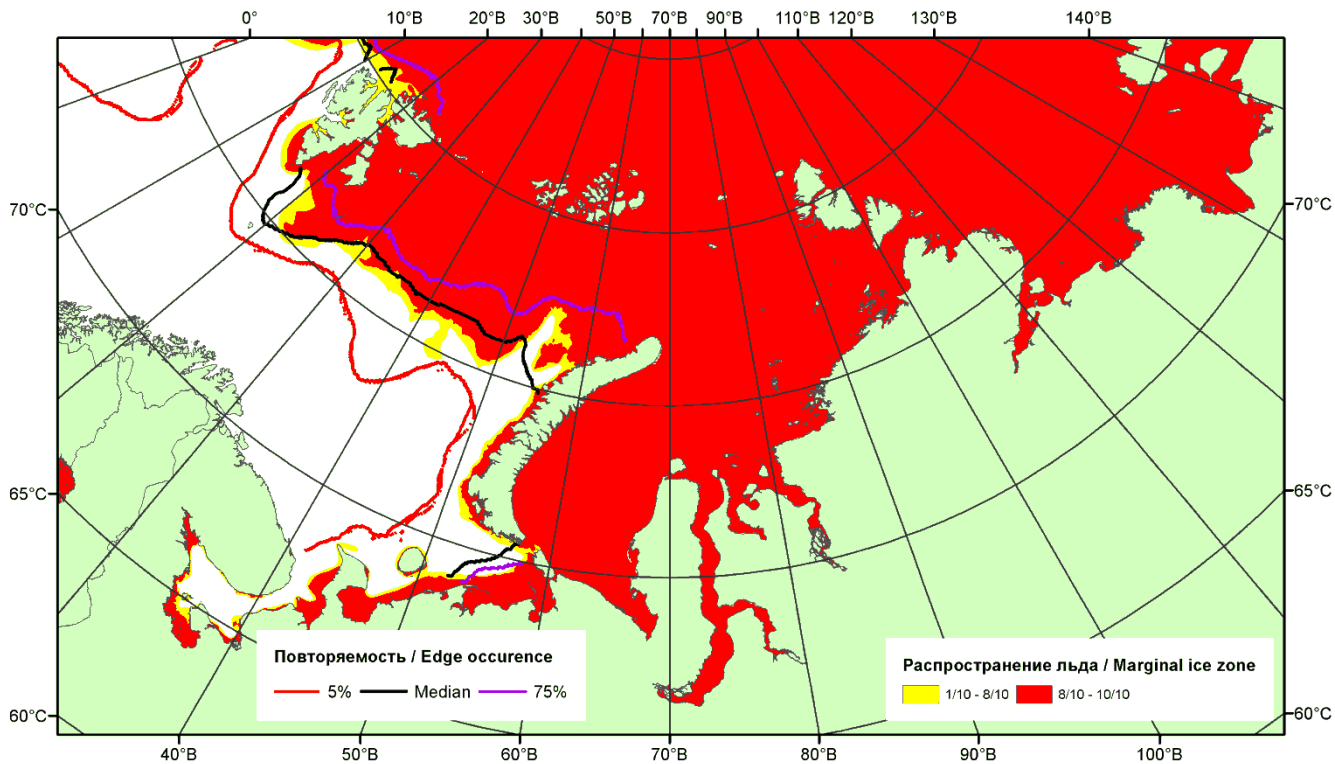 0° 10°В 20°В 30°В 50°В 70°В 90°В 110°В 120°В 130°В 140°В
70°С 70°С
65°С 65°С
60°С 60°С
Повторяемость / Edge occurence
5% Median 75%
Распространение льда / Marginal ice zone
1/10 - 8/10 8/10 - 10/10
40°В 50°В 60°В 70°В 80°В 90°В 100°В